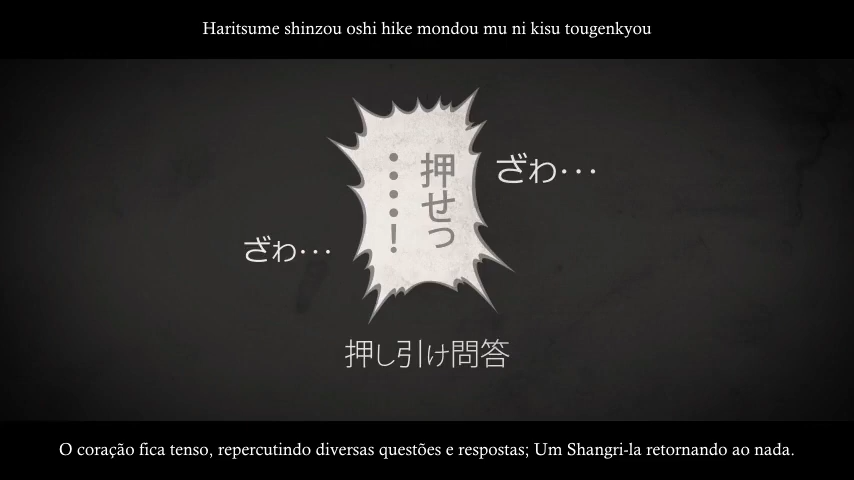 Haritsume shinzou oshi hike mondou mu ni kisu tougenkyou
押せっ
・・・・・!
ざわ・・・
ざわ・・・
押し引け問答
O coração fica tenso, repercutindo diversas questões e respostas; Um Shangri-la retornando ao nada.